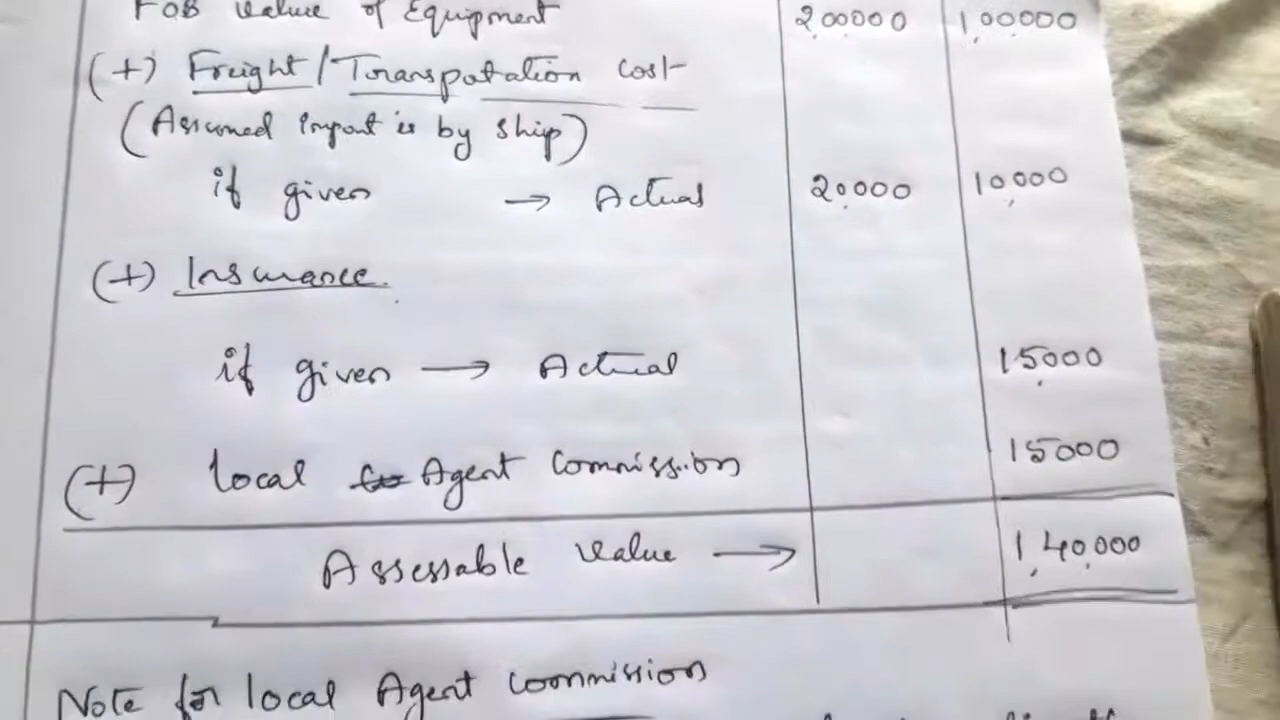 FOB Value of Equipment 2,00000 1,00000
(+) Freight/Transpotation cost
(Assumed Import is by ship)
if given → Actual 20,000 10,000
(+) Insurance.
if given → Actual 15000
(+) local Agent Commission 15000
Assessable value → 1,40,000
Note for local Agent Commission